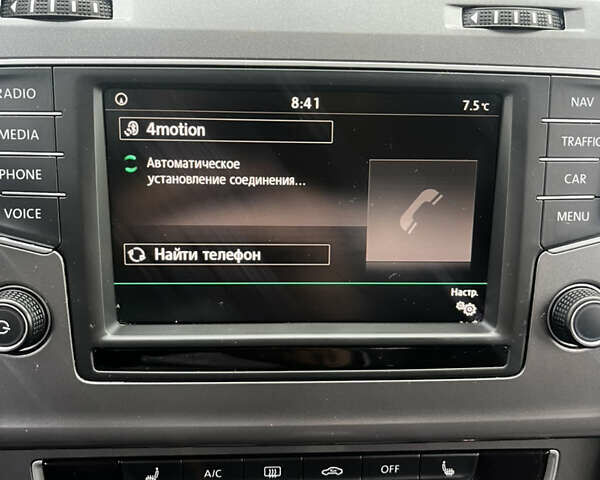 RADIO
MEDIA
PHONE
VOICE
8:41
7.5 °C
4motion
Автоматическое
установление соединения...
Найти телефон
Настр.
NAV
TRAFFIC
CAR
MENU
A/C
OFF